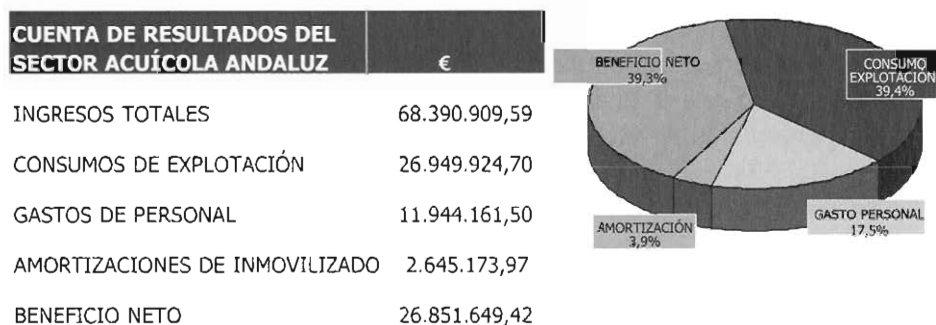 CUENTA DE RESULTADOS DEL
SECTOR ACUÍCOLA ANDALUZ €
INGRESOS TOTALES 68.390.909,59
CONSUMOS DE EXPLOTACIÓN 26.949.924,70
GASTOS DE PERSONAL 11.944.161,50
AMORTIZACIONES DE INMOVILIZADO 2.645.173,97
BENEFICIO NETO 26.851.649,42
BENEFICIO NETO
39,3%
CONSUMO
EXPLOTACIÓN
39,4%
AMORTIZACIÓN
3,9%
GASTO PERSONAL
17,5%